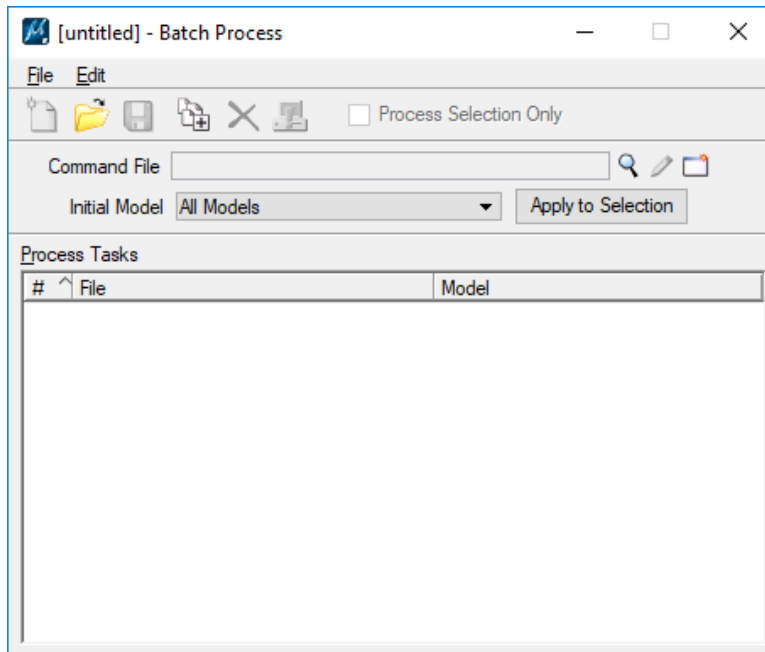 [untitled] - Batch Process
File Edit
Process Selection Only
Command File
Initial Model All Models Apply to Selection
Process Tasks
# File Model